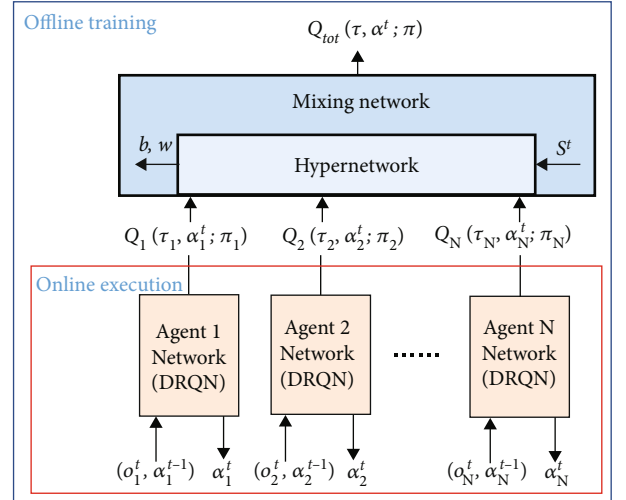 Offline training
Q_tot (τ, α^t ; π)
Mixing network
b, w
Hypernetwork
S^t
Q_1 (τ_1, α_1^t ; π_1)
Q_2 (τ_2, α_2^t ; π_2)
Q_N (τ_N, α_N^t ; π_N)
Online execution
Agent 1
Network
(DRQN)
Agent 2
Network
(DRQN)
......
Agent N
Network
(DRQN)
(o_1^t, α_1^{t-1})
α_1^t
(o_2^t, α_2^{t-1})
α_2^t
(o_N^t, α_N^{t-1})
α_N^t